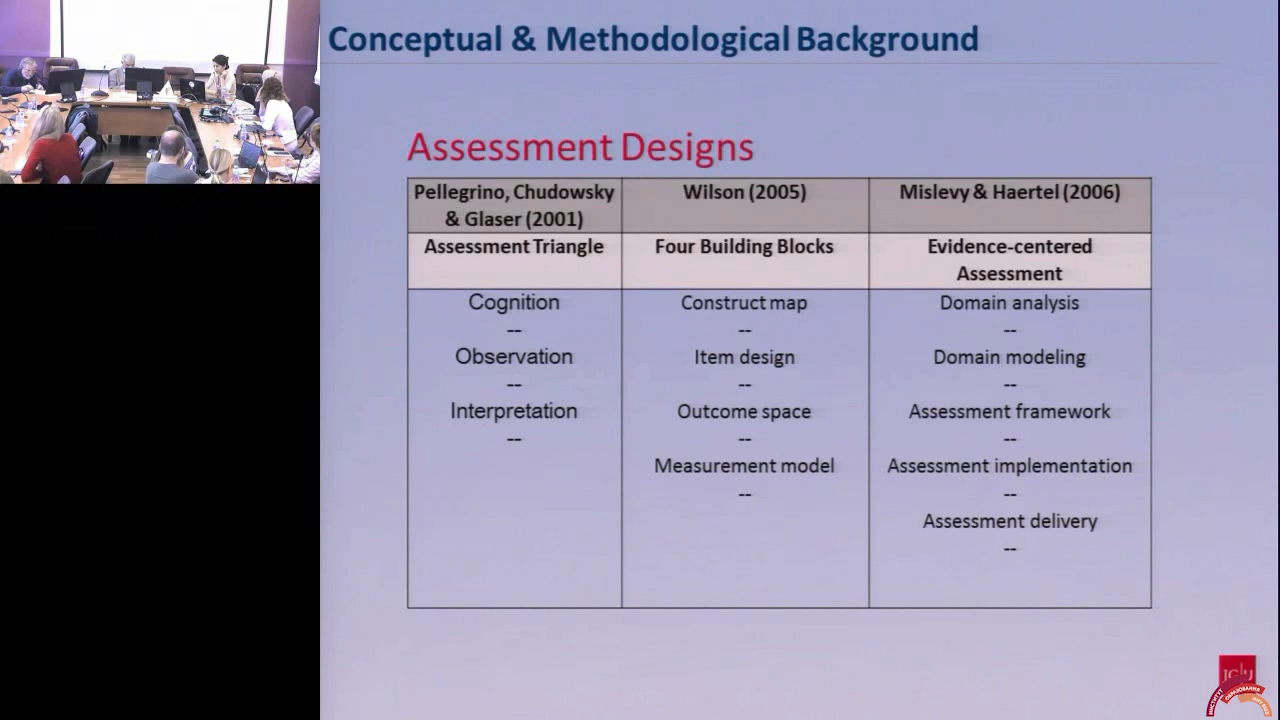 Conceptual & Methodological Background
Assessment Designs
Pellegrino, Chudowsky
& Glaser (2001)
Wilson (2005)
Mislevy & Haertel (2006)
Assessment Triangle
Four Building Blocks
Evidence-centered
Assessment
Cognition
--
Observation
--
Interpretation
--
Construct map
--
Item design
--
Outcome space
--
Measurement model
--
Domain analysis
--
Domain modeling
--
Assessment framework
--
Assessment implementation
--
Assessment delivery
--
ИНСТИТУТ
ОБРАЗОВАНИЯ